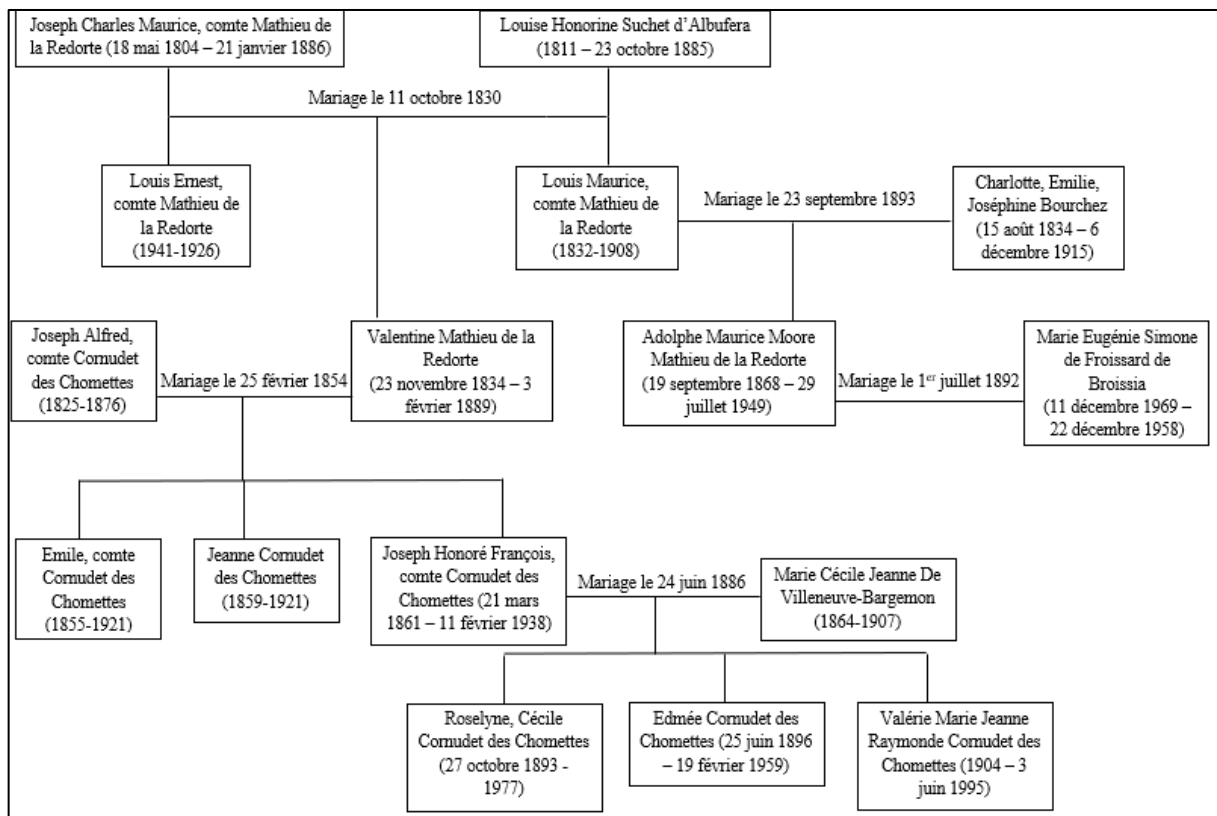 Joseph Charles Maurice, comte Mathieu de
la Redorte (18 mai 1804 – 21 janvier 1886)
Louise Honorine Suchet d’Albufera
(1811 – 23 octobre 1885)
Mariage le 11 octobre 1830
Louis Ernest,
comte Mathieu de
la Redorte
(1941-1926)
Louis Maurice,
comte Mathieu de
la Redorte
(1832-1908)
Mariage le 23 septembre 1893
Charlotte, Emilie,
Joséphine Bourchez
(15 août 1834 – 6
décembre 1915)
Joseph Alfred,
comte Cornudet
des Chomettes
(1825-1876)
Mariage le 25 février 1854
Valentine Mathieu de la
Redorte
(23 novembre 1834 – 3
février 1889)
Adolphe Maurice Moore
Mathieu de la Redorte
(19 septembre 1868 – 29
juillet 1949)
Mariage le 1er juillet 1892
Marie Eugénie Simone
de Froissard de
Broissia
(11 décembre 1969 –
22 décembre 1958)
Emile, comte
Cornudet des
Chomettes
(1855-1921)
Jeanne Cornudet
des Chomettes
(1859-1921)
Joseph Honoré François,
comte Cornudet des
Chomettes (21 mars
1861 – 11 février 1938)
Mariage le 24 juin 1886
Marie Cécile Jeanne De
Villeneuve-Bargemon
(1864-1907)
Roselyne, Cécile
Cornudet des Chomettes
(27 octobre 1893 -
1977)
Edmée Cornudet des
Chomettes (25 juin 1896
– 19 février 1959)
Valérie Marie Jeanne
Raymonde Cornudet des
Chomettes (1904 – 3
juin 1995)